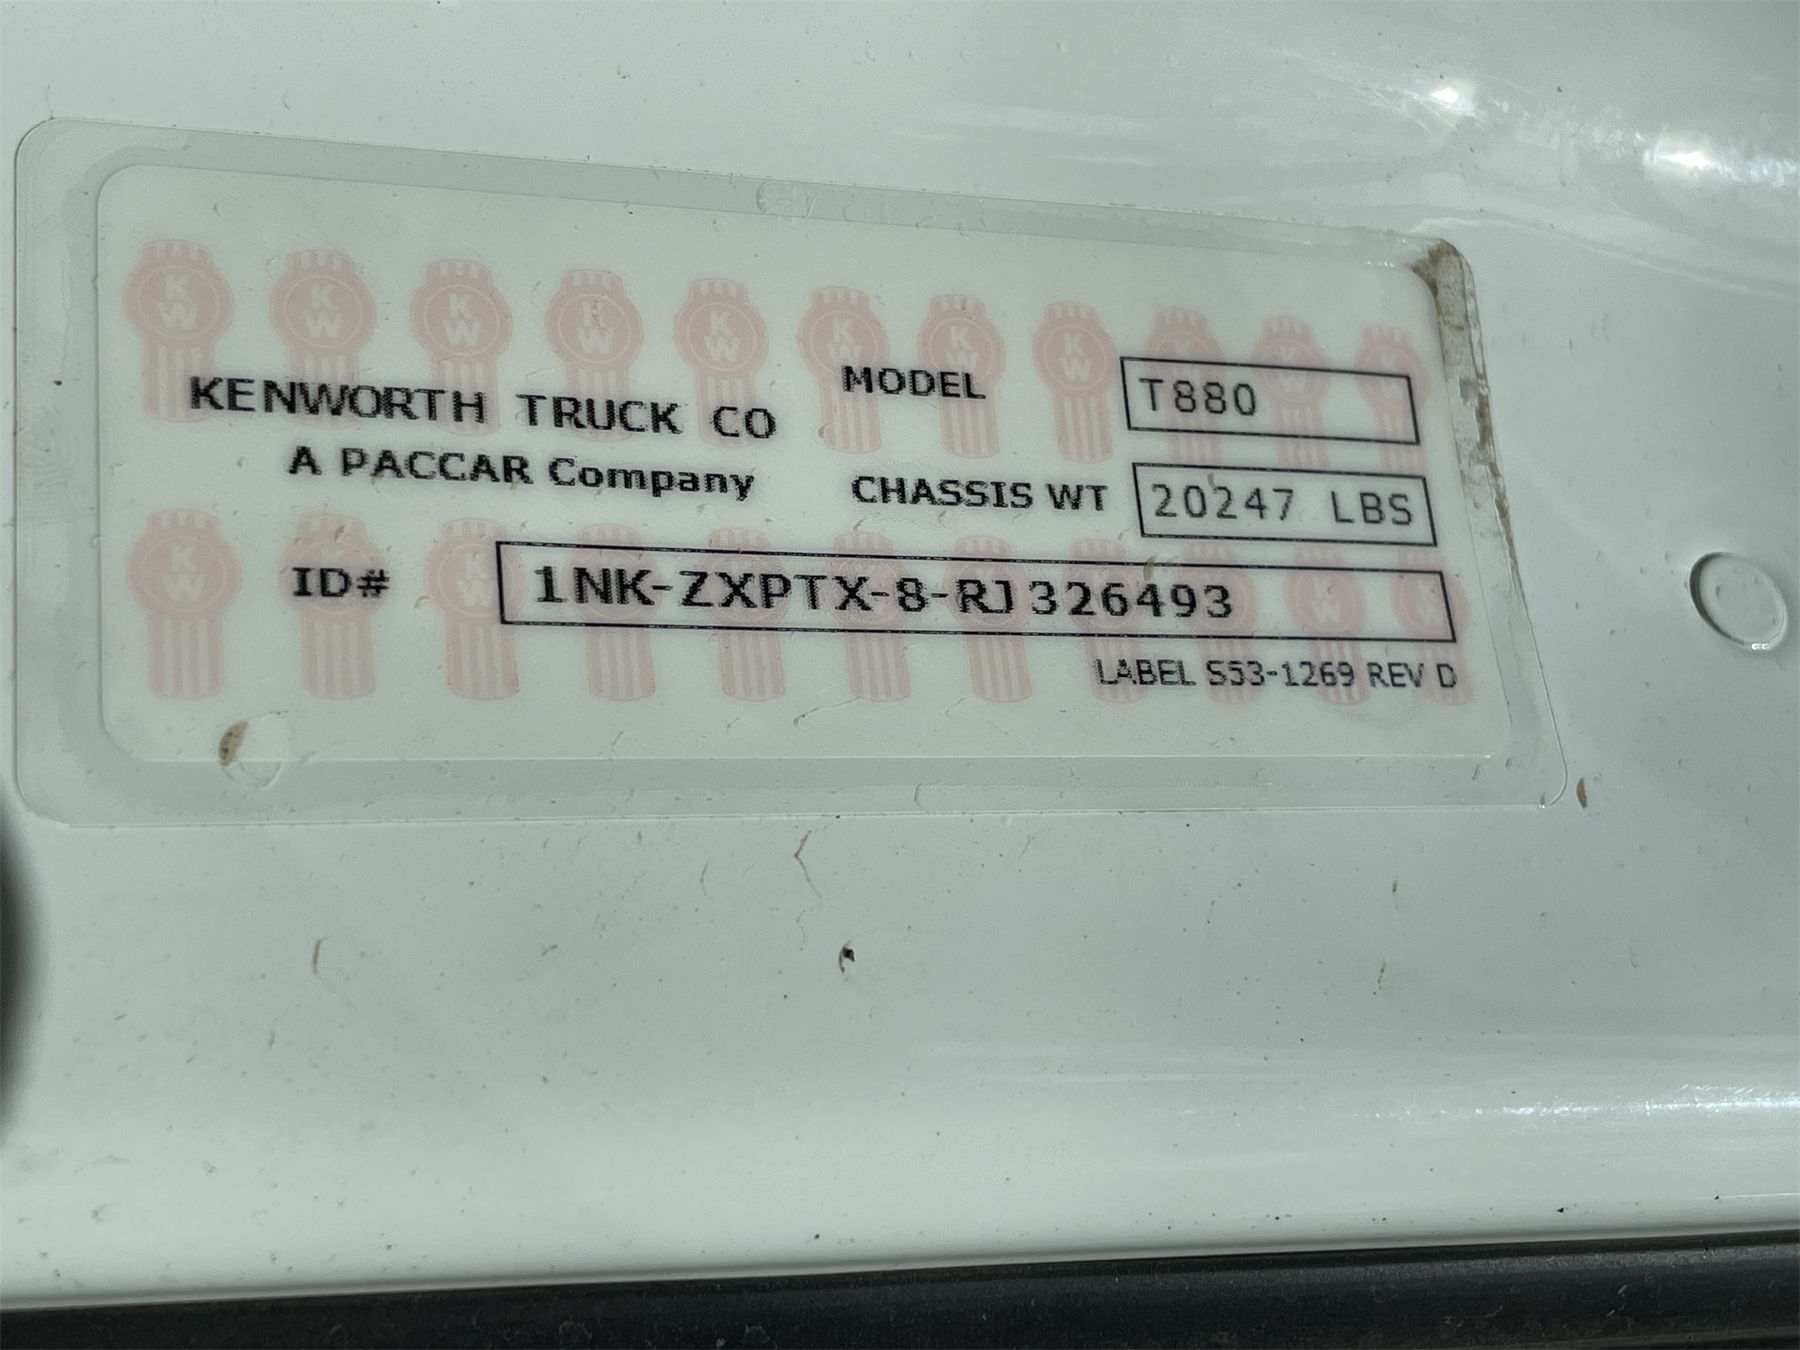 KENWORTH TRUCK CO
A PACCAR Company
MODEL T880
CHASSIS WT 20247 LBS
ID# 1NK-ZXPTX-8-RJ326493
LABEL S53-1269 REV D